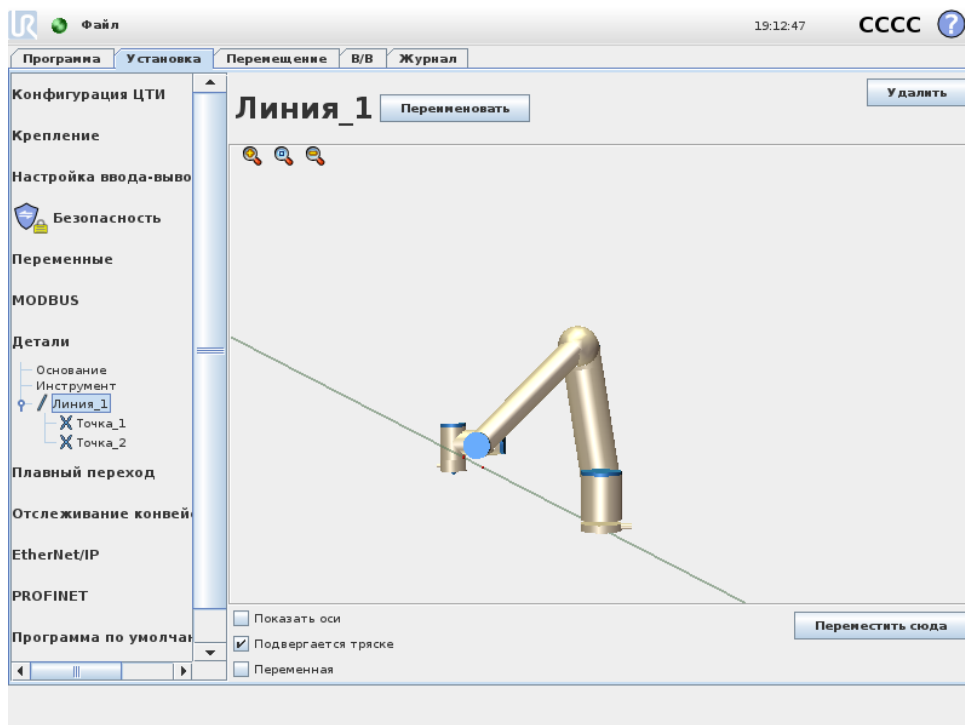 UR Файл 19:12:47 CCCC ?
Программа Установка Перемещение В/В Журнал
Конфигурация ЦТИ
Крепление
Настройка ввода-выво
Безопасность
Переменные
MODBUS
Детали
Основание
Инструмент
Линия_1
Точка_1
Точка_2
Плавный переход
Отслеживание конвей
EtherNet/IP
PROFINET
Программа по умолчан
Линия_1 Переименовать Удалить
Показать оси
Подвергается тряске
Переменная
Переместить сюда